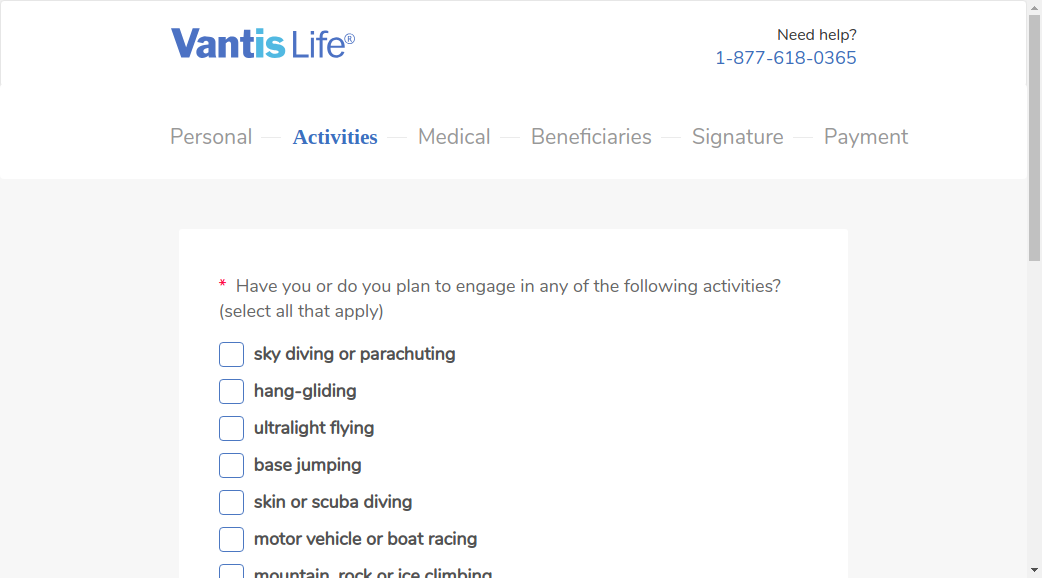 Vantis Life®
Need help?
1-877-618-0365
Personal Activities Medical Beneficiaries Signature Payment
* Have you or do you plan to engage in any of the following activities?
(select all that apply)
sky diving or parachuting
hang-gliding
ultralight flying
base jumping
skin or scuba diving
motor vehicle or boat racing
mountain, rock or ice climbing